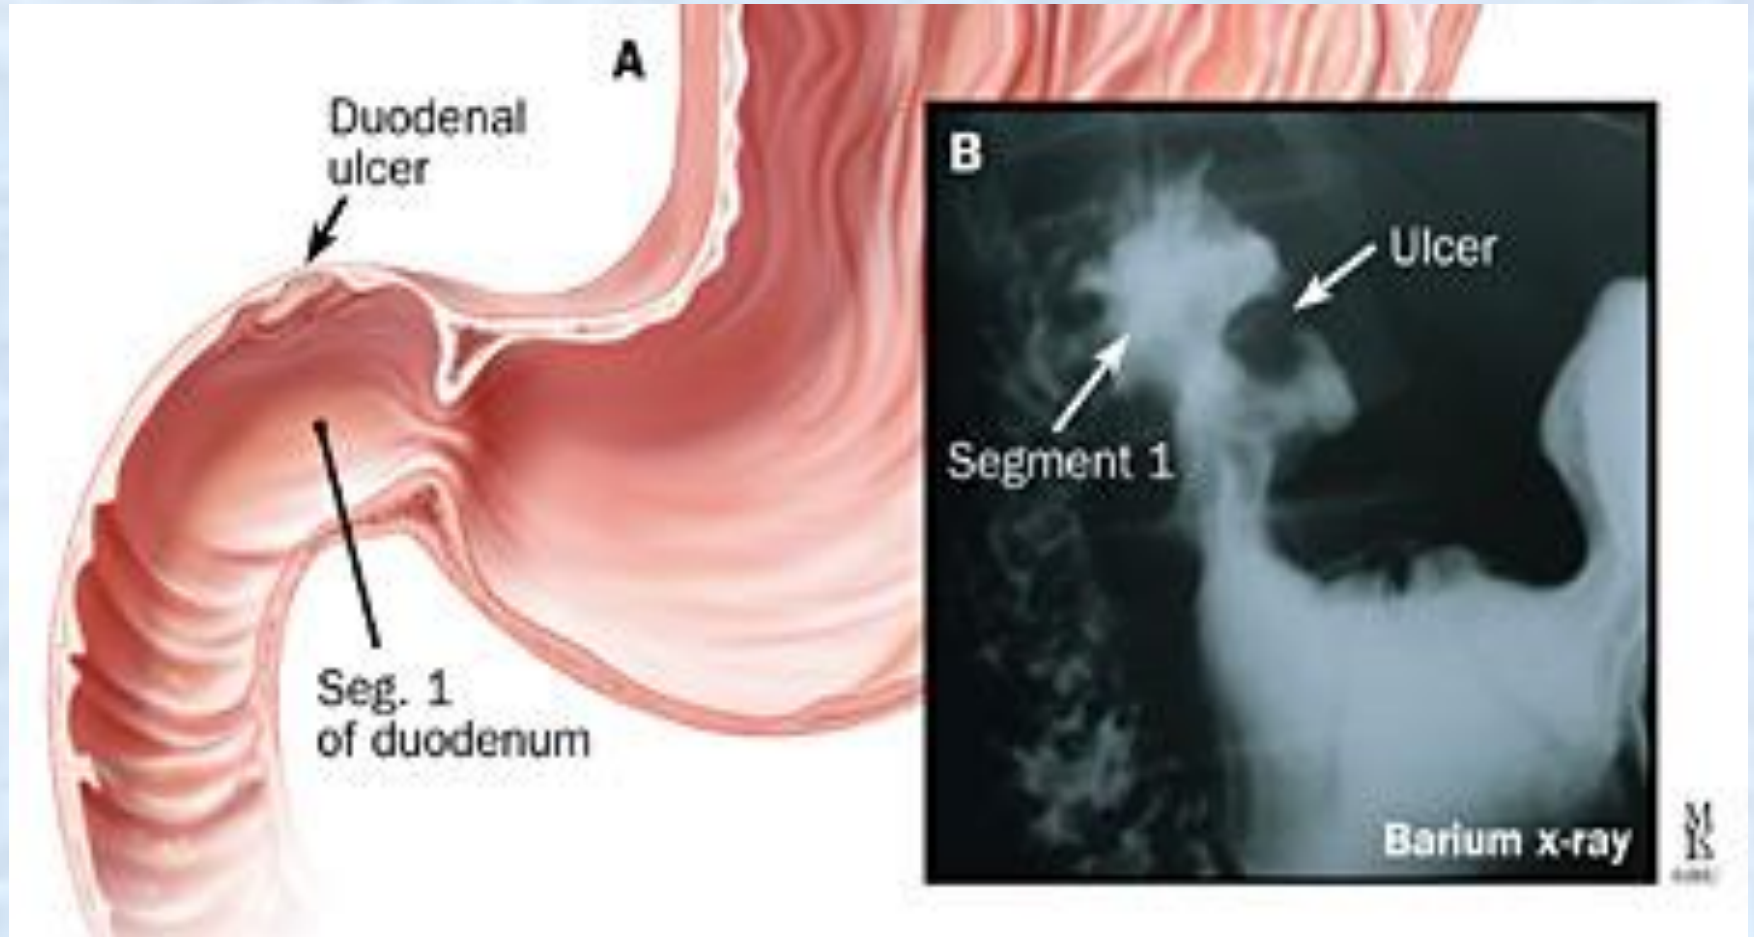 A
Duodenal
ulcer
Seg. 1
of duodenum
B
Ulcer
Segment 1
Barium x-ray